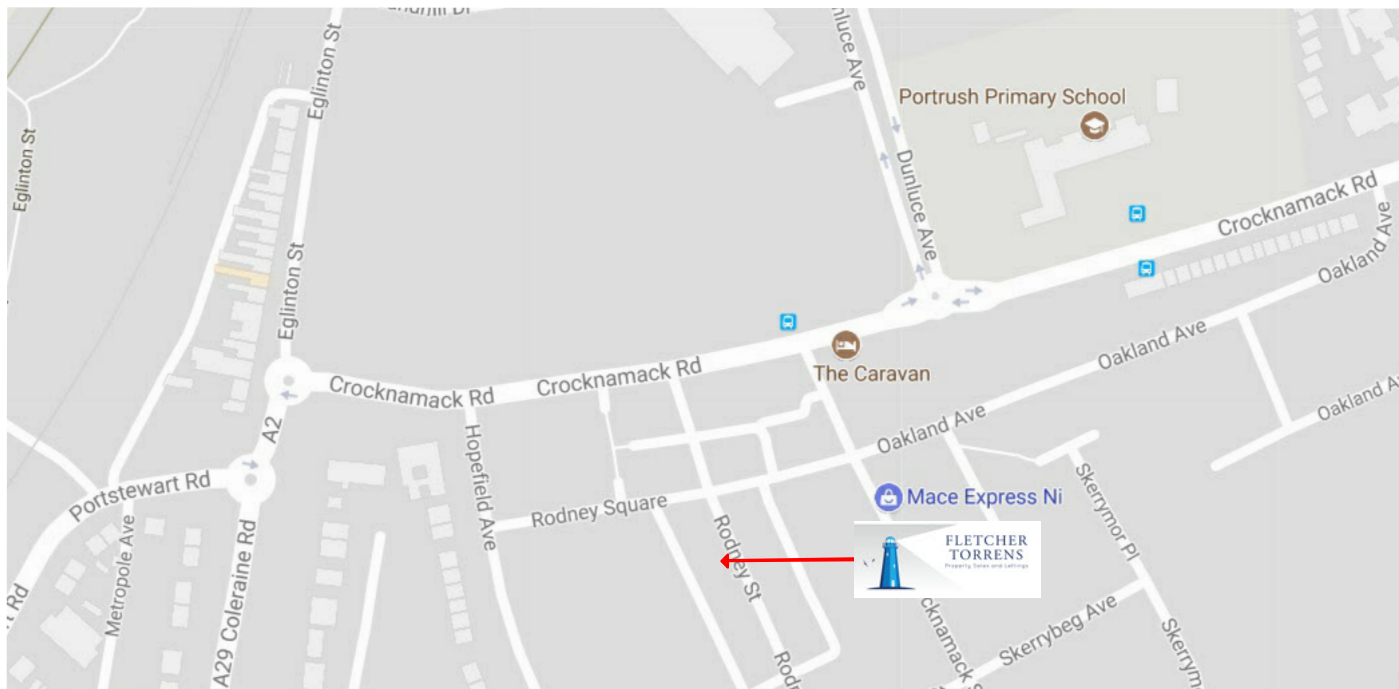 Eglinton St
Dunluce Ave
Portrush Primary School
Eglinton St
Dunluce Ave
Crocknamack Rd
Oakland Ave
Eglinton St
The Caravan
Oakland Ave
Crocknamack Rd
Crocknamack Rd
Oakland
A2
Hopefield Ave
Oakland Ave
Portstewart Rd
Rodney Square
Mace Express Ni
Skerrymor Pl
Rodney St
FLETCHER
TORRENS
Property Sales and Lettings
Metropole Ave
A29 Coleraine Rd
Rd
Skerrybeg Ave